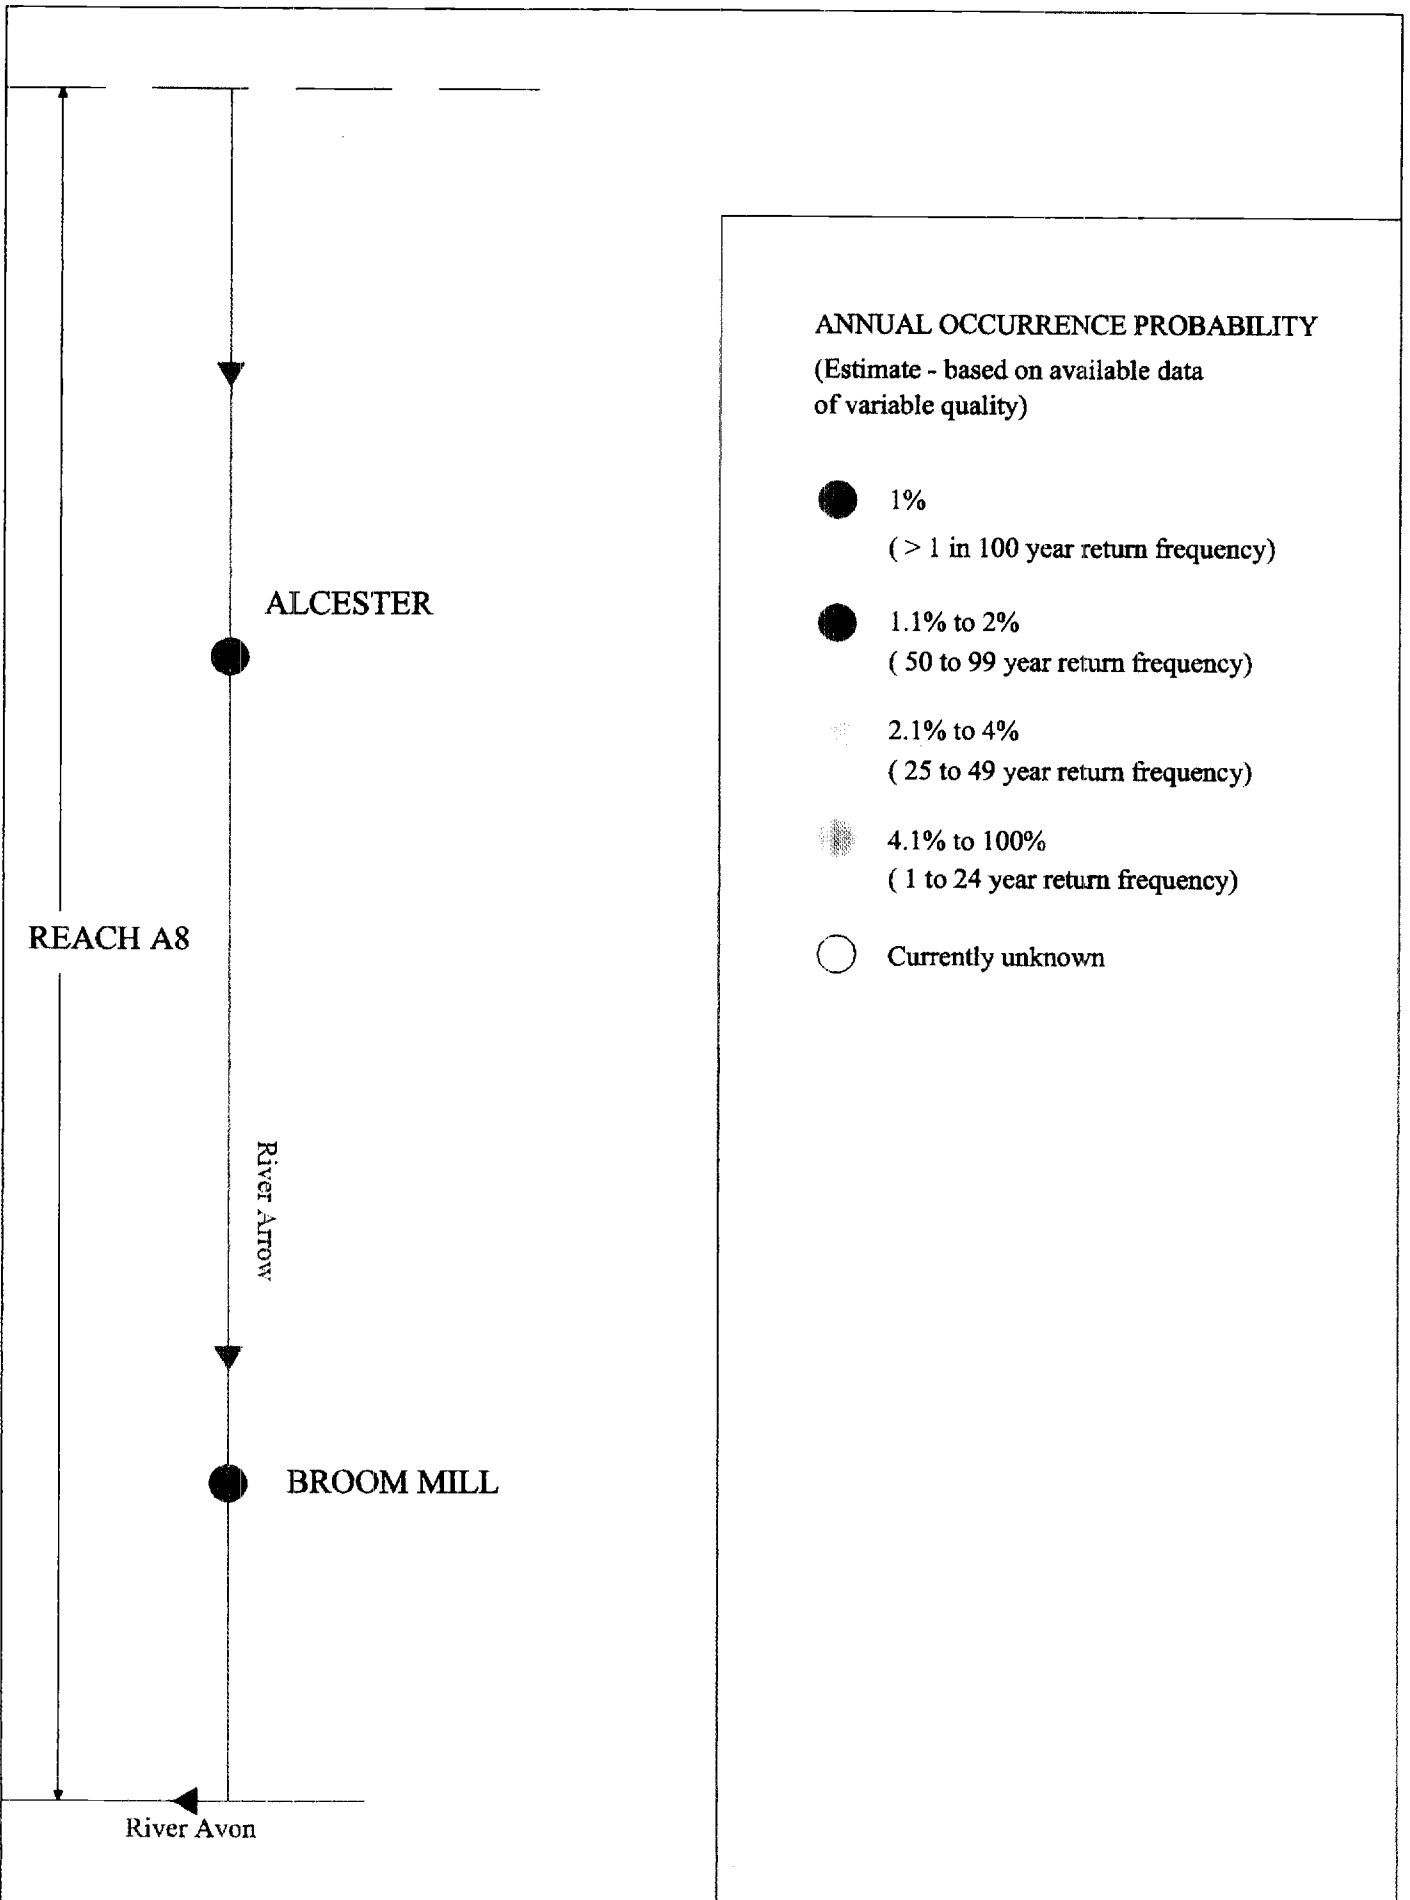 ALCESTER
REACH A8
River Arrow
BROOM MILL
River Avon
ANNUAL OCCURRENCE PROBABILITY
(Estimate - based on available data
of variable quality)
1%
( > 1 in 100 year return frequency)
1.1% to 2%
( 50 to 99 year return frequency)
2.1% to 4%
( 25 to 49 year return frequency)
4.1% to 100%
( 1 to 24 year return frequency)
Currently unknown